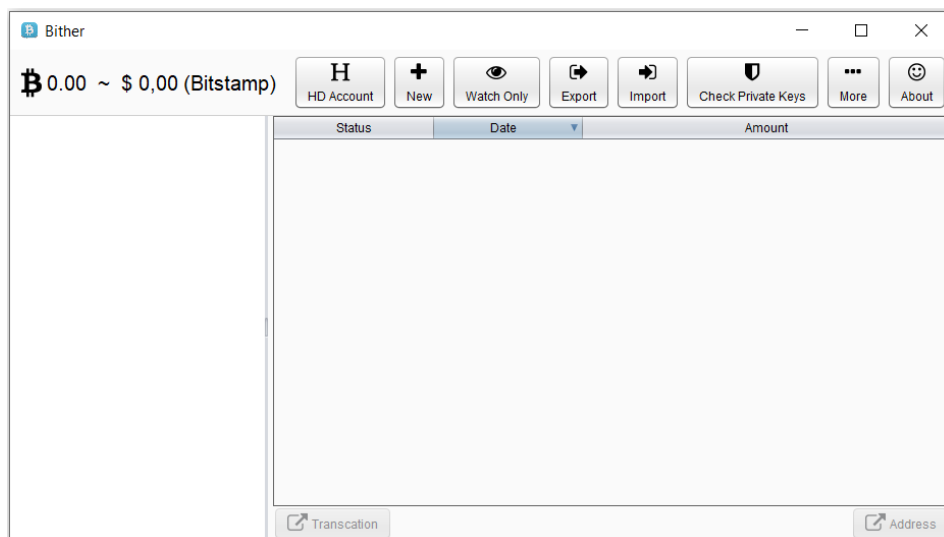 Bither
₿ 0.00 ~ $ 0,00 (Bitstamp)
H
HD Account
New
Watch Only
Export
Import
Check Private Keys
More
About
Status Date Amount
Transcation Address